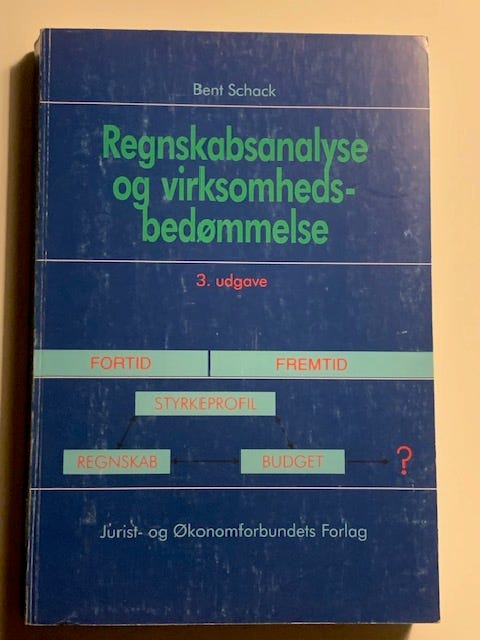 Bent Schack
Regnskabsanalyse
og virksomheds-
bedømmelse
3. udgave
FORTID FREMTID
STYRKEPROFIL
REGNSKAB BUDGET ?
Jurist- og Økonomforbundets Forlag